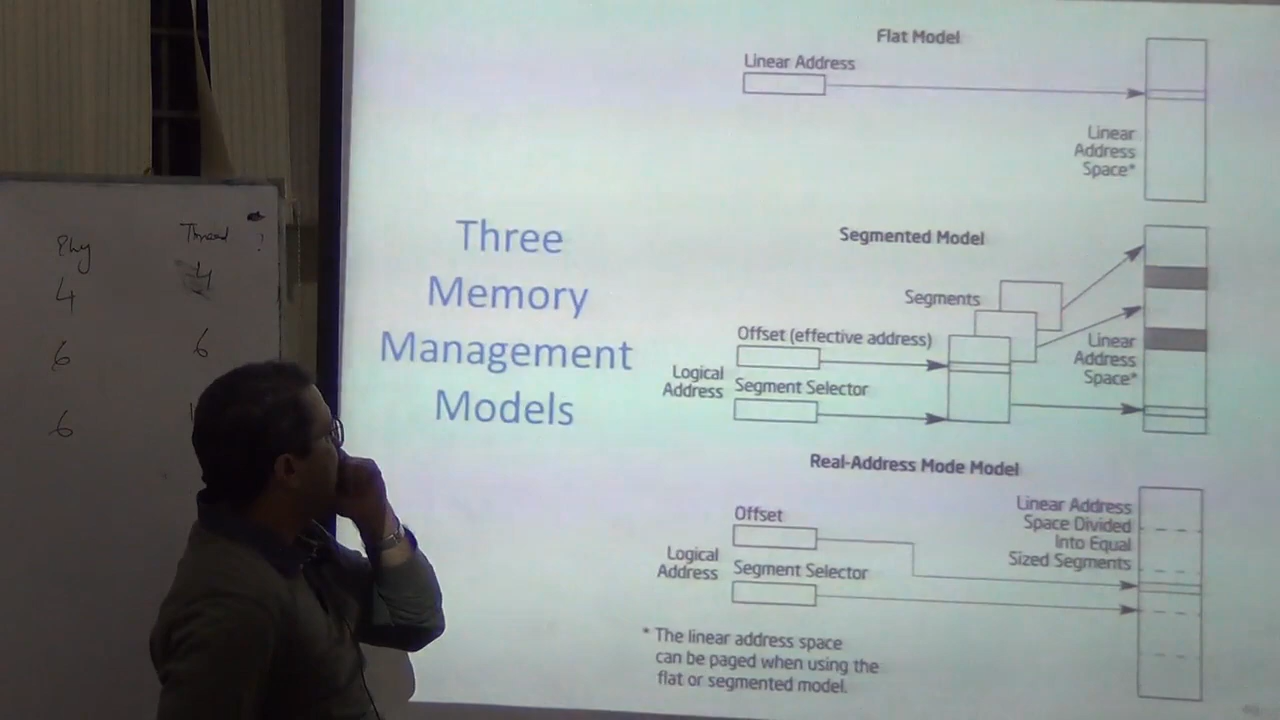 Phy Thread ?
4 4
6 6
6
Three
Memory
Management
Models
Flat Model
Linear Address
Linear
Address
Space*
Segmented Model
Segments
Offset (effective address)
Logical
Address
Segment Selector
Linear
Address
Space*
Real-Address Mode Model
Offset
Logical
Address
Segment Selector
Linear Address
Space Divided
Into Equal
Sized Segments
* The linear address space
can be paged when using the
flat or segmented model.